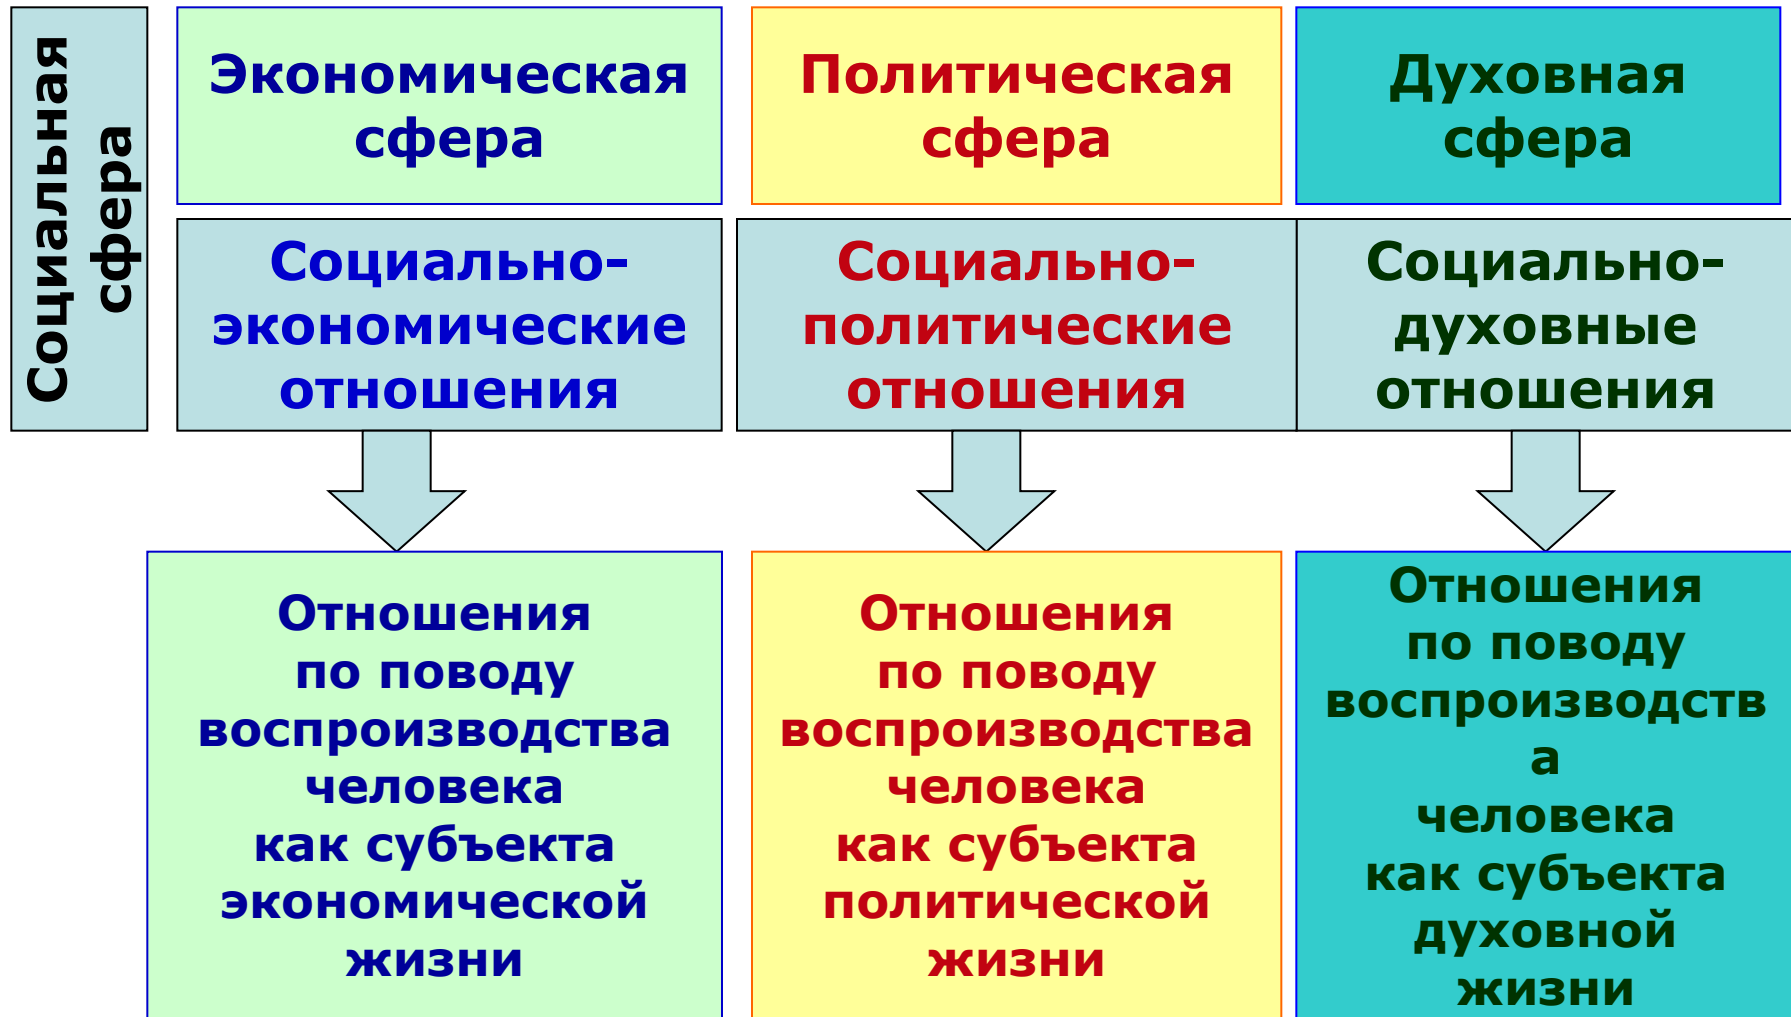 Социальная
сфера
Экономическая
сфера
Политическая
сфера
Духовная
сфера
Социально-
экономические
отношения
Социально-
политические
отношения
Социально-
духовные
отношения
Отношения
по поводу
воспроизводства
человека
как субъекта
экономической
жизни
Отношения
по поводу
воспроизводства
человека
как субъекта
политической
жизни
Отношения
по поводу
воспроизводств
а
человека
как субъекта
духовной
жизни